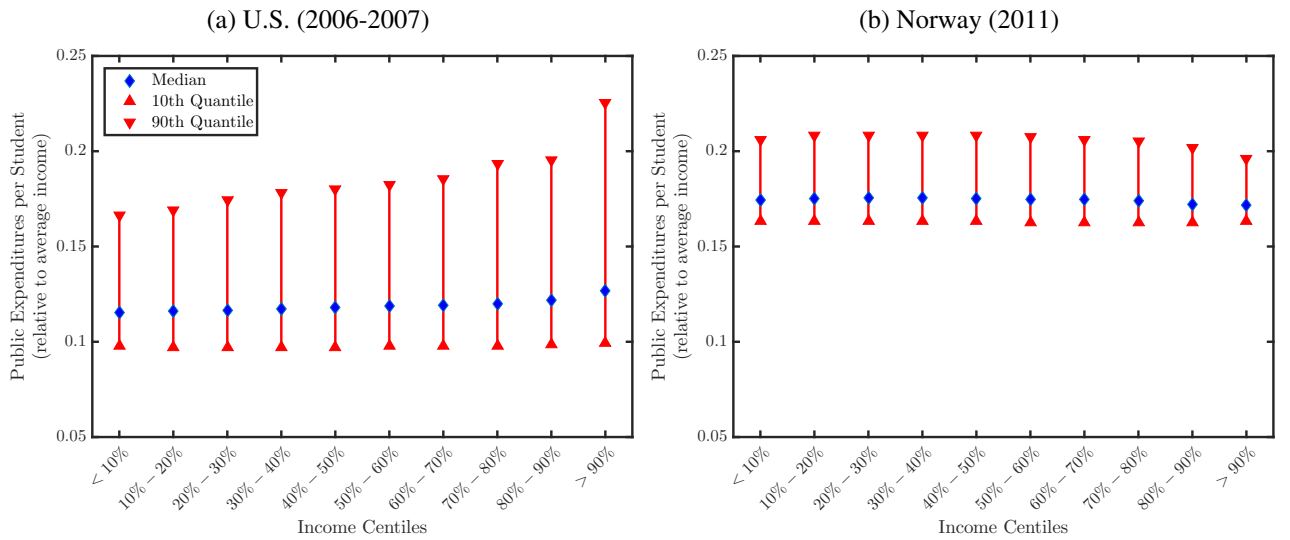 (a) U.S. (2006-2007)
Public Expenditures per Student
(relative to average income)
0.25
0.2
0.15
0.1
0.05
Median
10th Quantile
90th Quantile
< 10%
10% − 20%
20% − 30%
30% − 40%
40% − 50%
50% − 60%
60% − 70%
70% − 80%
80% − 90%
> 90%
Income Centiles
(b) Norway (2011)
Public Expenditures per Student
(relative to average income)
0.25
0.2
0.15
0.1
0.05
< 10%
10% − 20%
20% − 30%
30% − 40%
40% − 50%
50% − 60%
60% − 70%
70% − 80%
80% − 90%
> 90%
Income Centiles